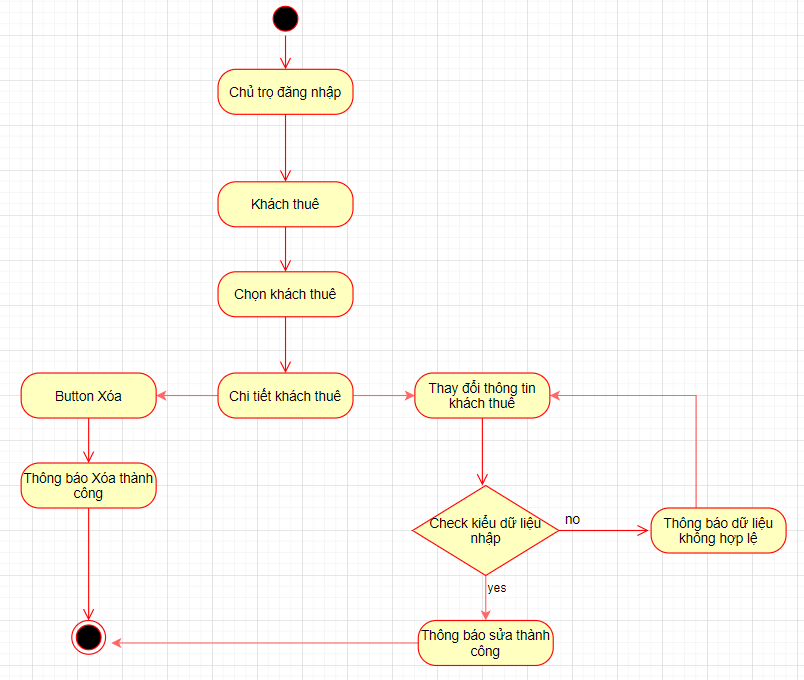 Chủ trọ đăng nhập
Khách thuê
Chọn khách thuê
Button Xóa
Chi tiết khách thuê
Thay đổi thông tin
khách thuê
Thông báo Xóa thành
công
Check kiểu dữ liệu
nhập
no
Thông báo dữ liệu
không hợp lệ
yes
Thông báo sửa thành
công